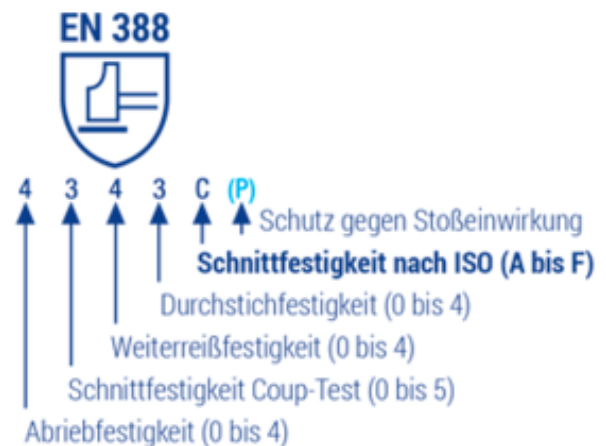 EN 388
4 3 4 3 C (P)
Schutz gegen Stoßeinwirkung
Schnittfestigkeit nach ISO (A bis F)
Durchstichfestigkeit (0 bis 4)
Weiterreißfestigkeit (0 bis 4)
Schnittfestigkeit Coup-Test (0 bis 5)
Abriebfestigkeit (0 bis 4)